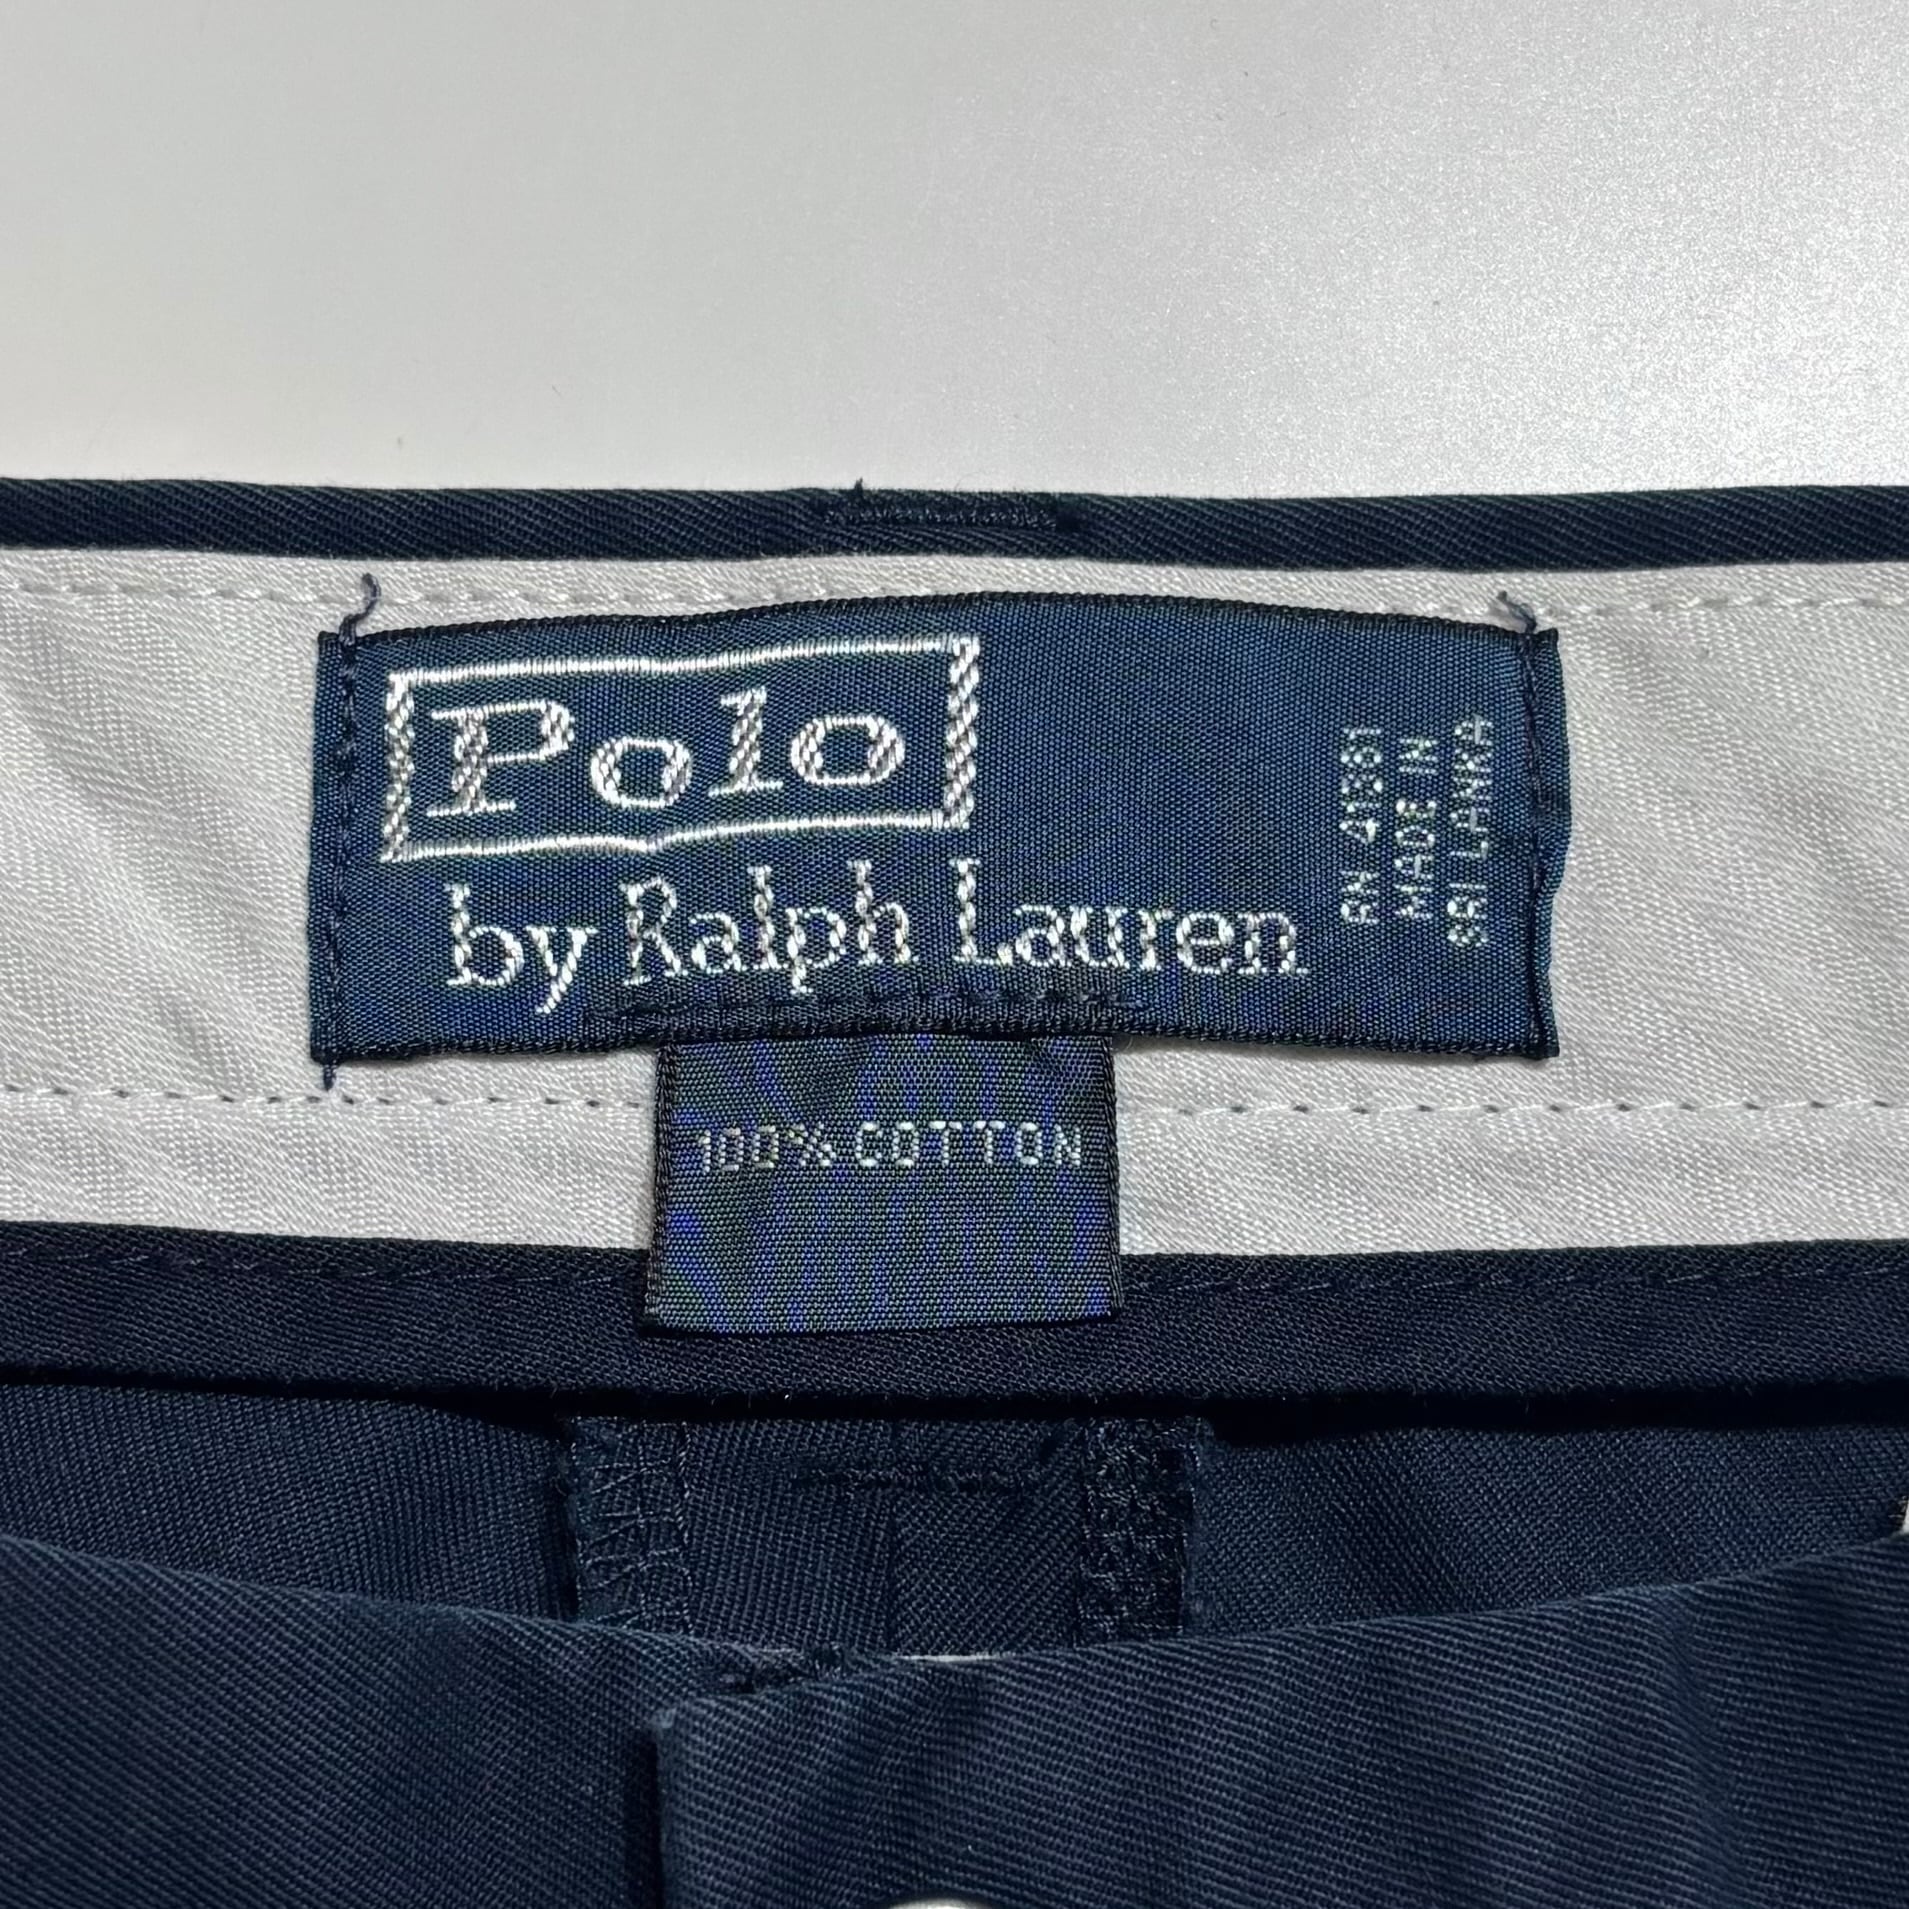 Polo
by Ralph Lauren
RN 41381
MADE IN
SRI LANKA
100% COTTON